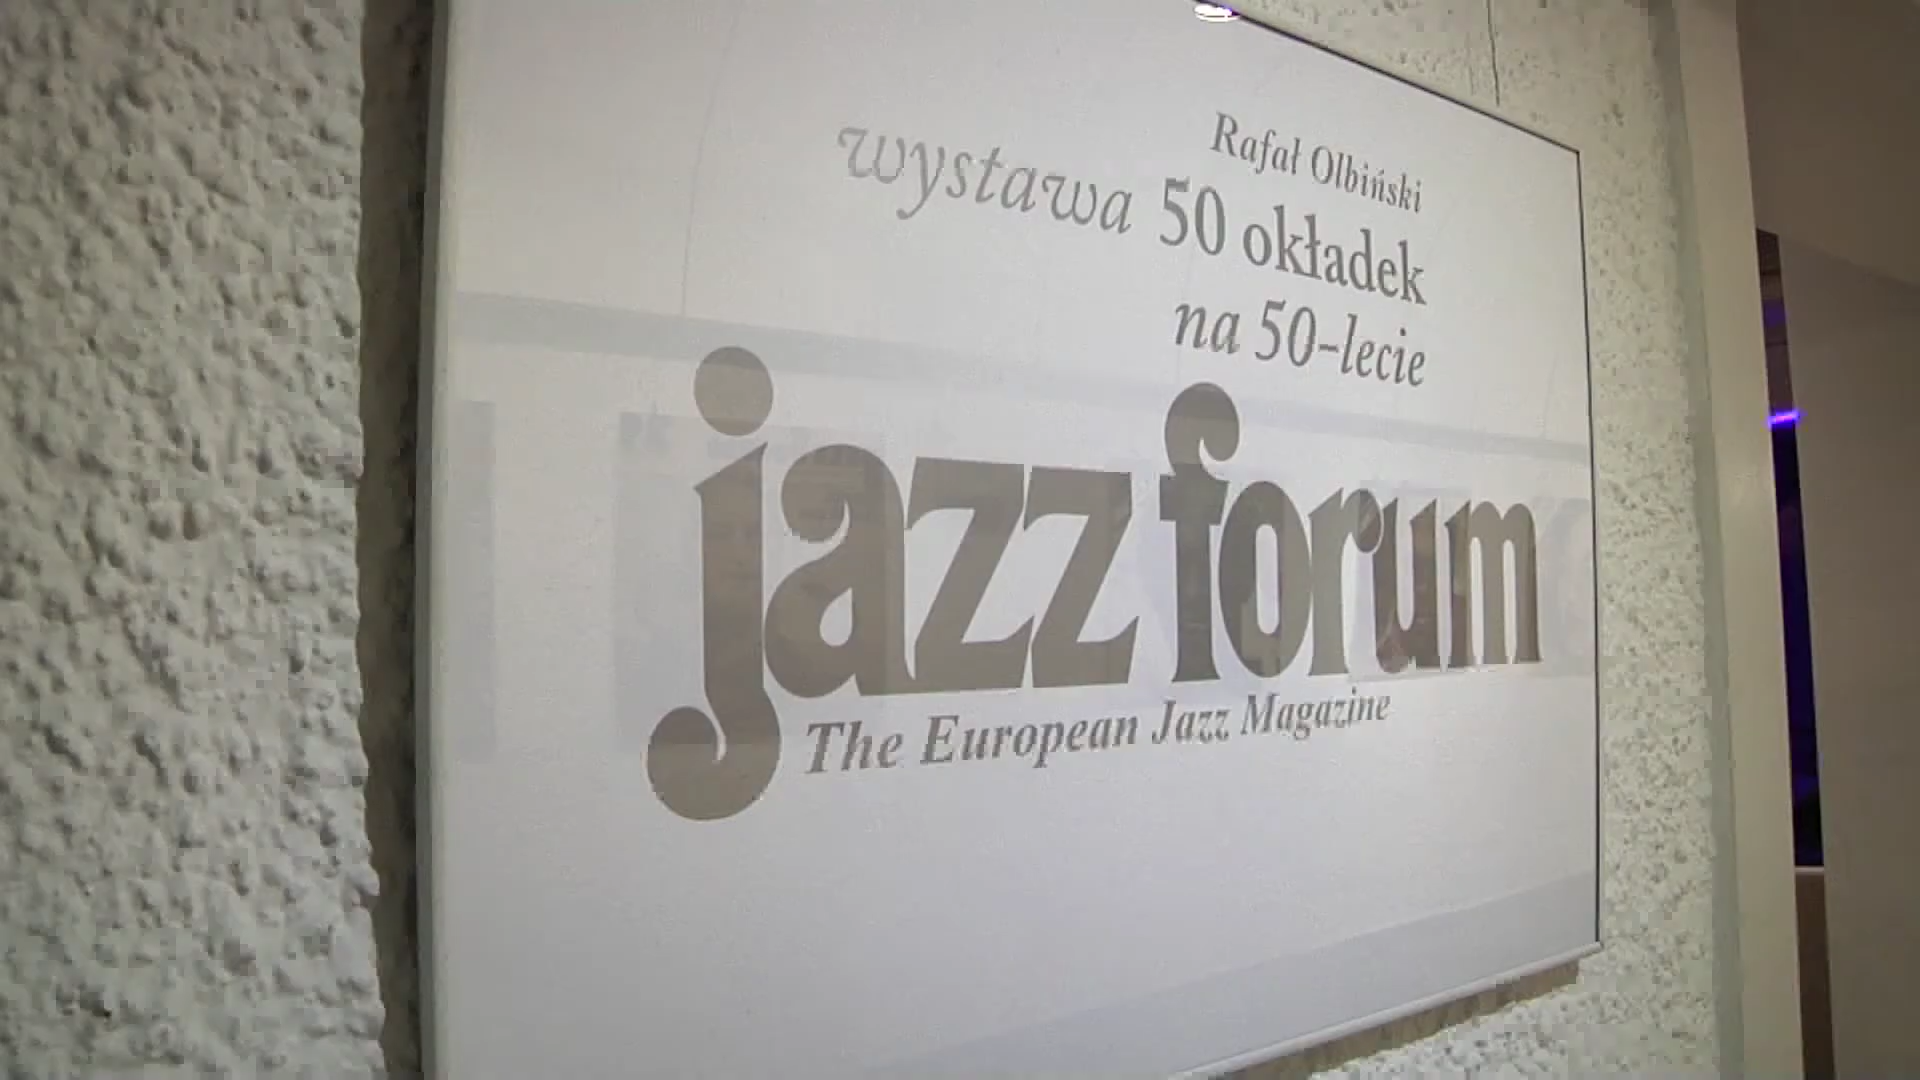 Rafał Olbiński
wystawa 50 okładek
na 50-lecie
jazz forum
The European Jazz Magazine